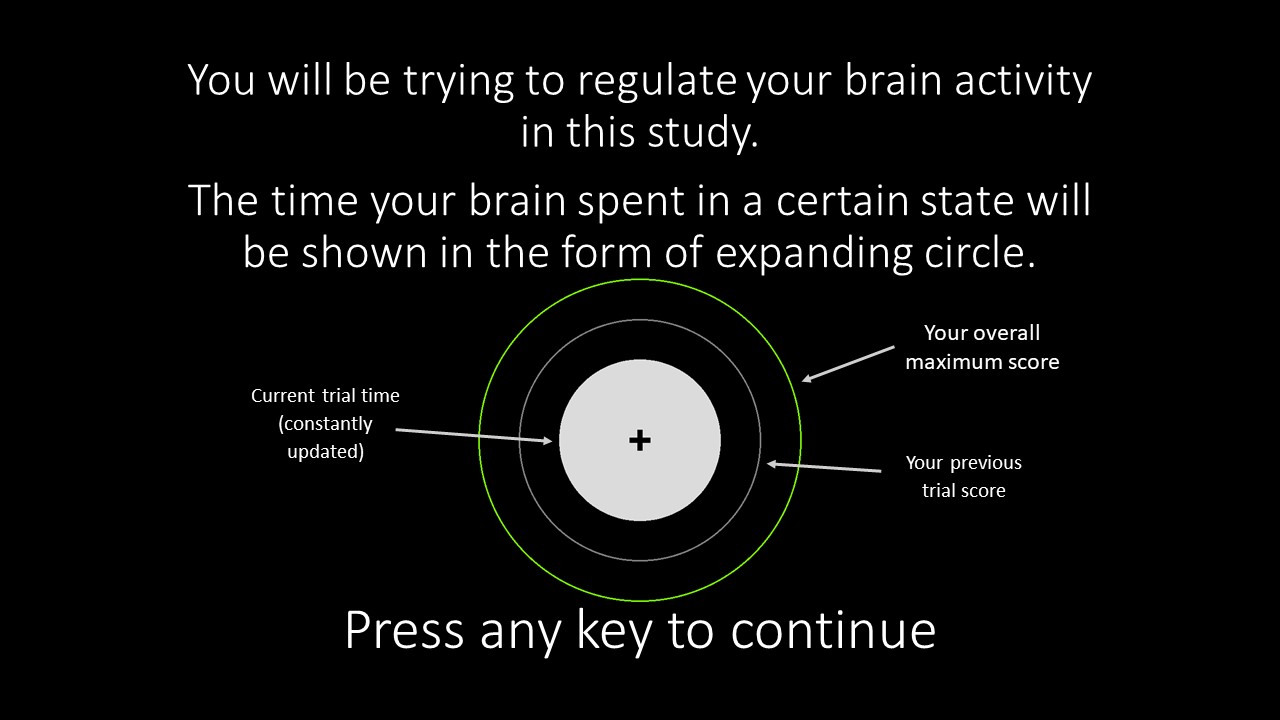 You will be trying to regulate your brain activity
in this study.
The time your brain spent in a certain state will
be shown in the form of expanding circle.
Your overall
maximum score
Current trial time
(constantly
updated)
Your previous
trial score
Press any key to continue